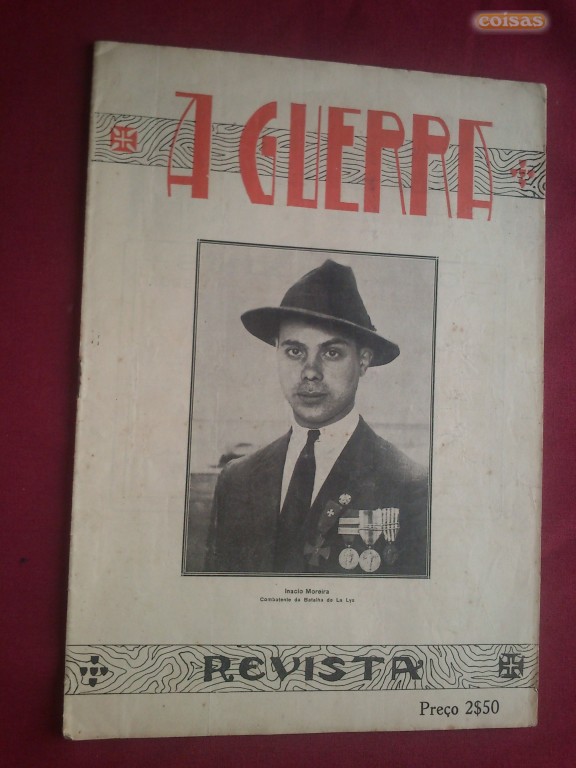 coisas
A GUERRA
Inacio Moreira
Combatente da Batalha de La Lys
REVISTA
Preço 2$50